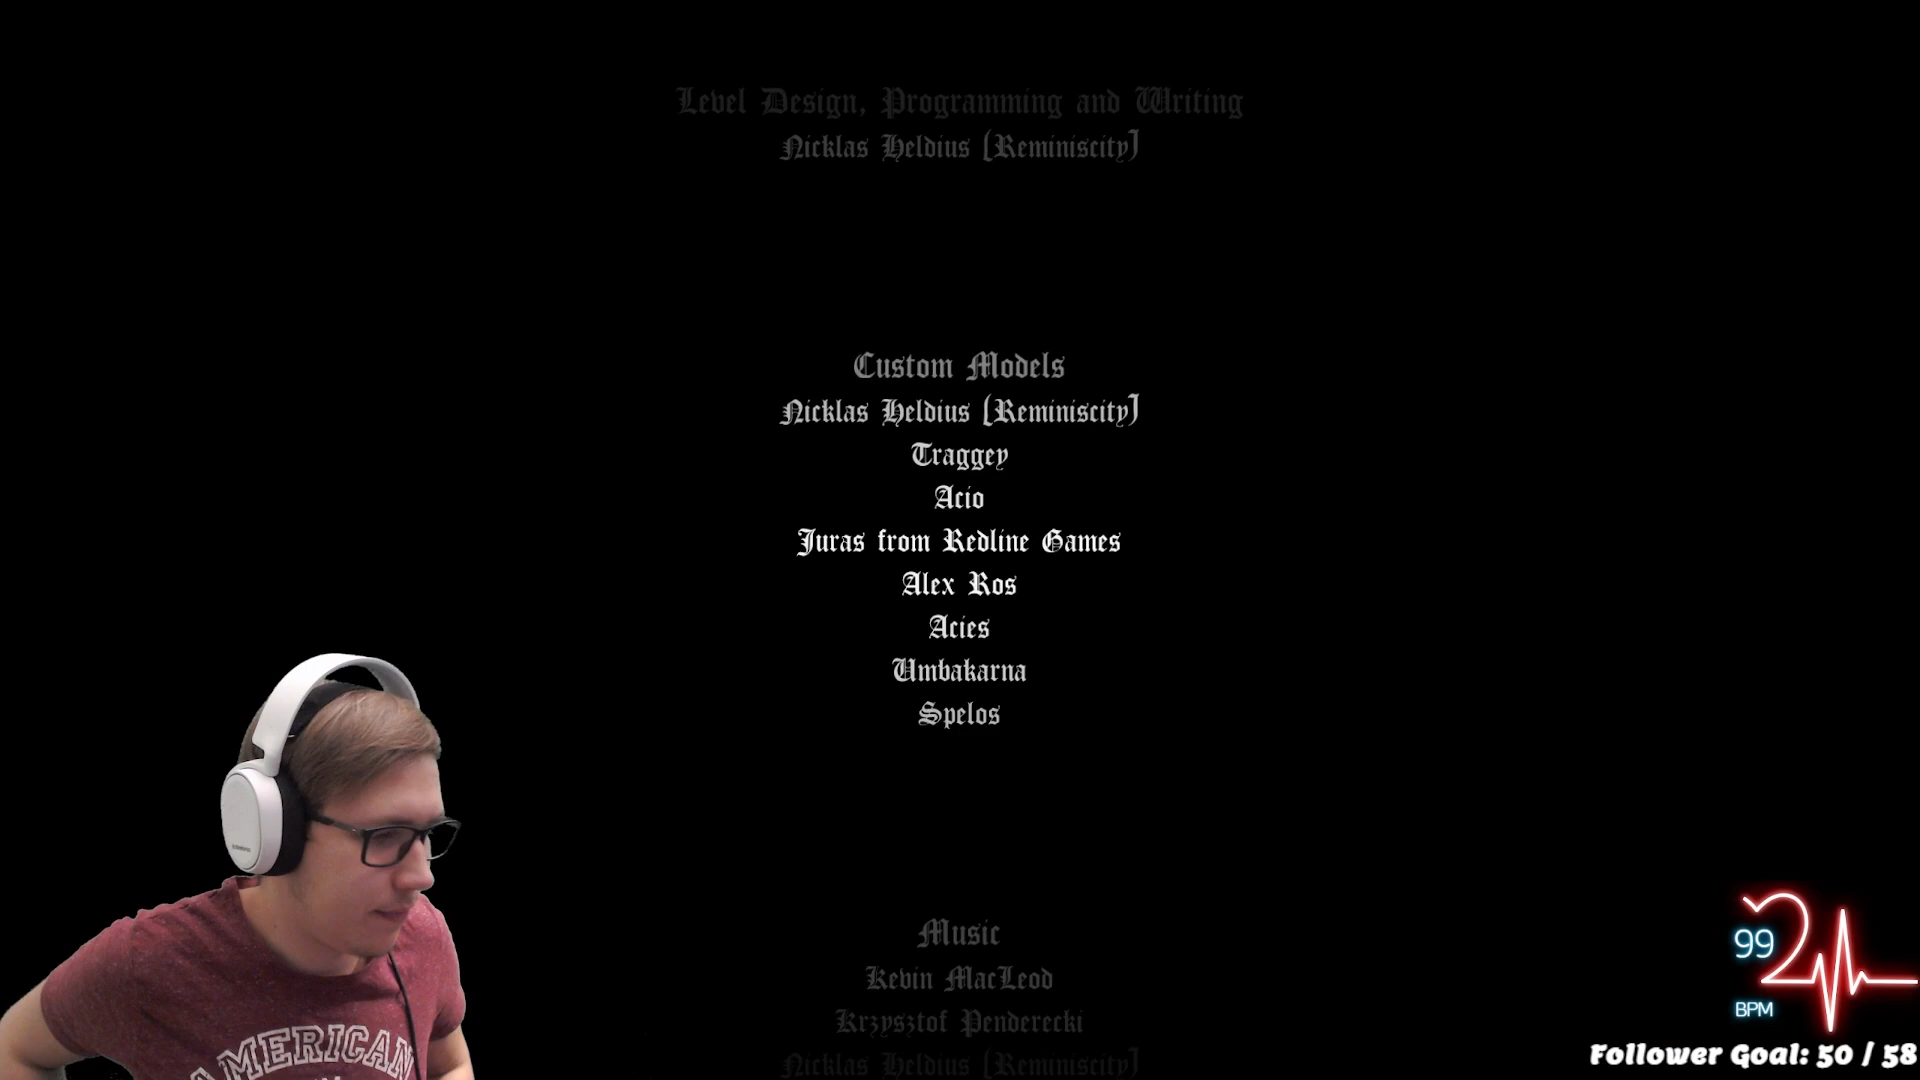 Level Design, Programming and Writing
Nicklas Heldius (Reminiscity)
Custom Models
Nicklas Heldius (Reminiscity)
Traggey
Acio
Juras from Redline Games
Alex Ros
Acies
Umbakarna
Spelos
Music
Kevin MacLeod
Krzysztof Penderecki
Nicklas Heldius (Reminiscity)
AMERICAN
99
BPM
Follower Goal: 50 / 58